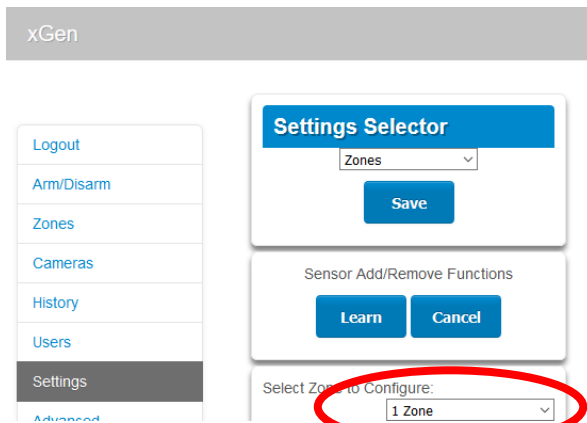 xGen
Logout
Arm/Disarm
Zones
Cameras
History
Users
Settings
Advanced
Settings Selector
Zones
Save
Sensor Add/Remove Functions
Learn
Cancel
Select Zone to Configure:
1 Zone